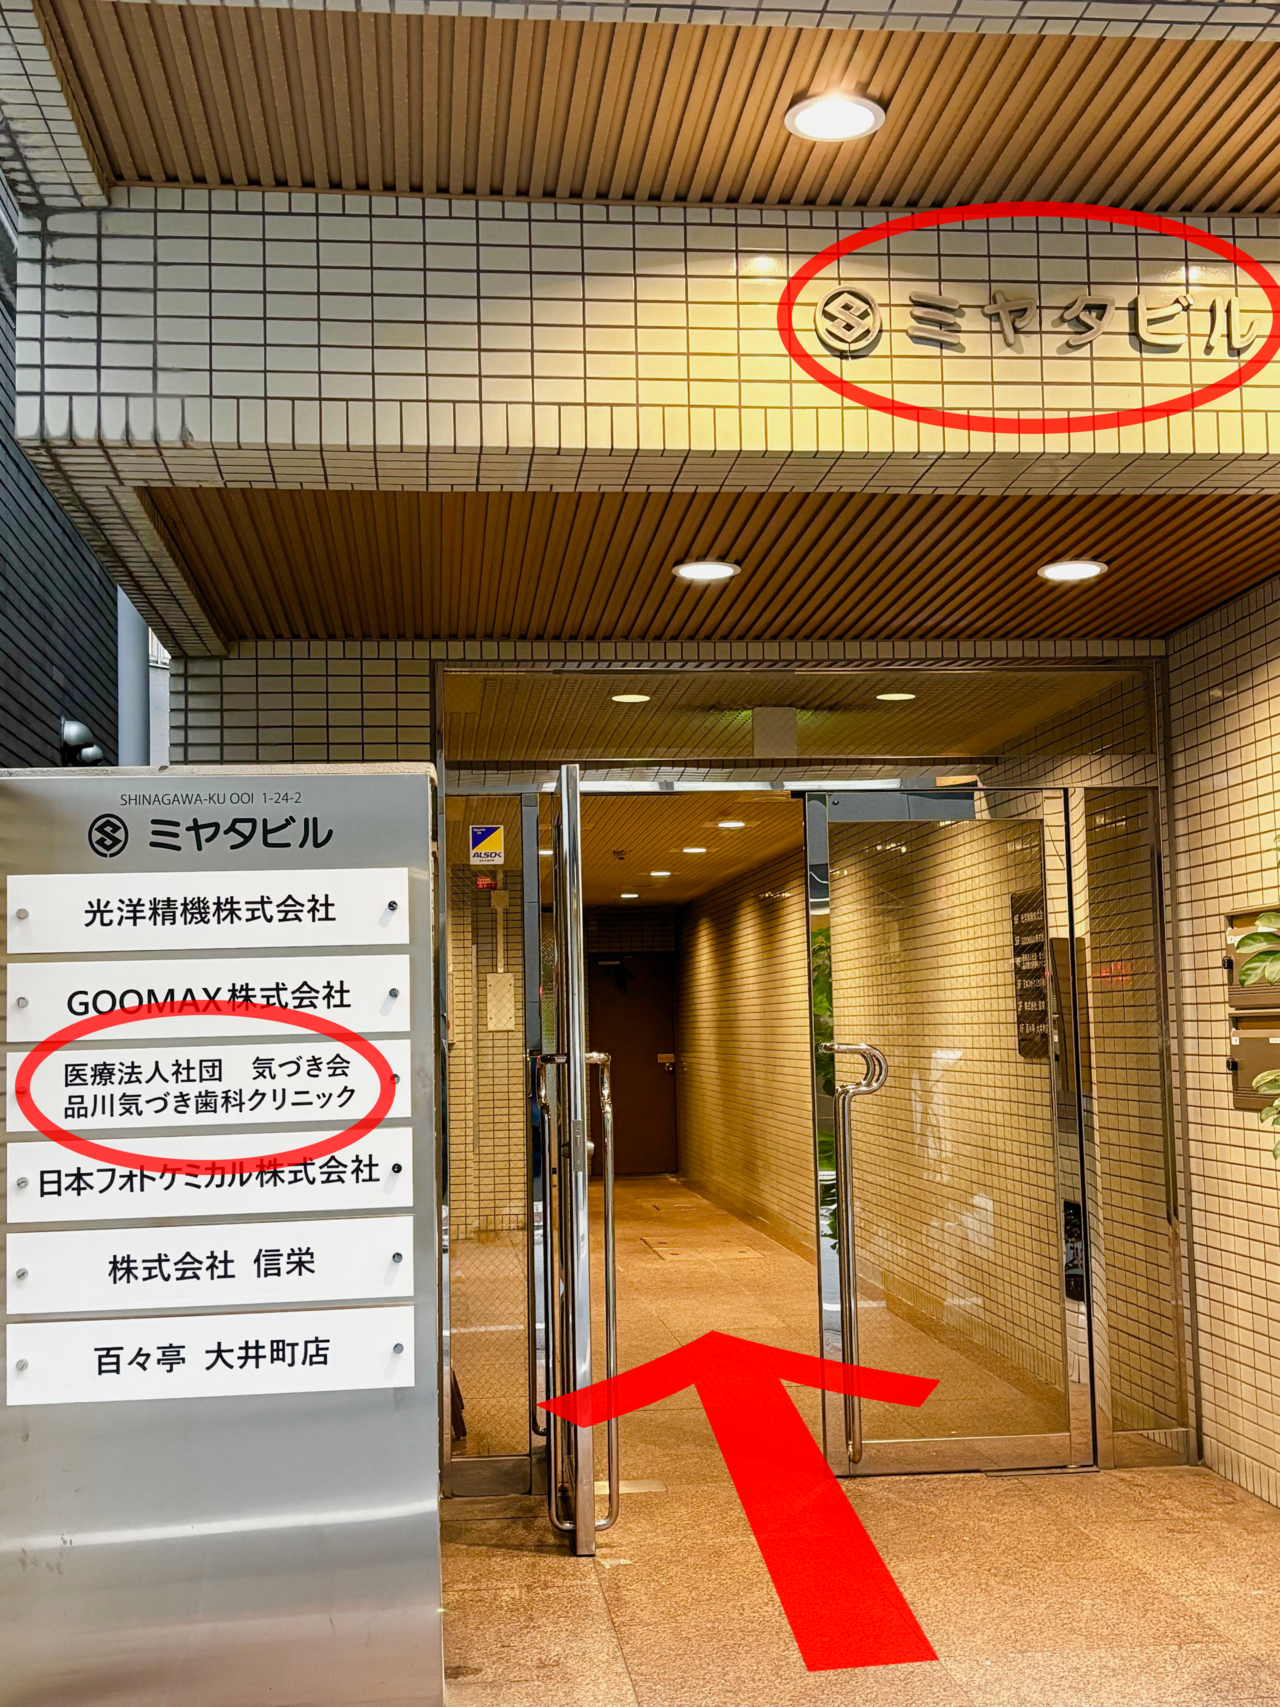 ミヤタビル
SHINAGAWA-KU OOI 1-24-2
ミヤタビル
光洋精機株式会社
GOOMAX株式会社
医療法人社団 気づき会
品川気づき歯科クリニック
日本フォトケミカル株式会社
株式会社 信栄
百々亭 大井町店
ALSOK